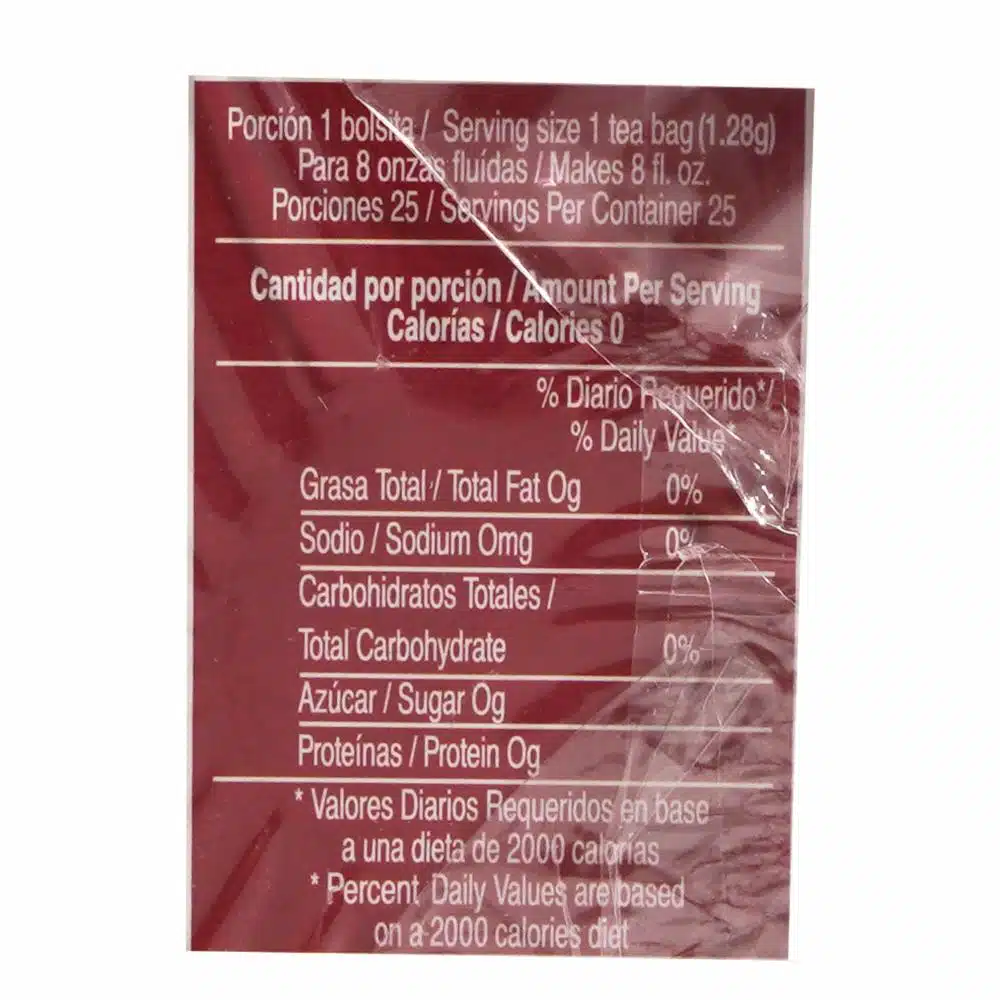 Porción 1 bolsita / Serving size 1 tea bag (1.28g)
Para 8 onzas fluídas / Makes 8 fl. oz.
Porciones 25 / Servings Per Container 25
Cantidad por porción / Amount Per Serving
Calorías / Calories 0
% Diario Requerido*/
% Daily Value*
Grasa Total / Total Fat 0g 0%
Sodio / Sodium 0mg 0%
Carbohidratos Totales /
Total Carbohydrate 0%
Azúcar / Sugar 0g
Proteínas / Protein 0g
* Valores Diarios Requeridos en base
a una dieta de 2000 calorías
* Percent Daily Values are based
on a 2000 calories diet